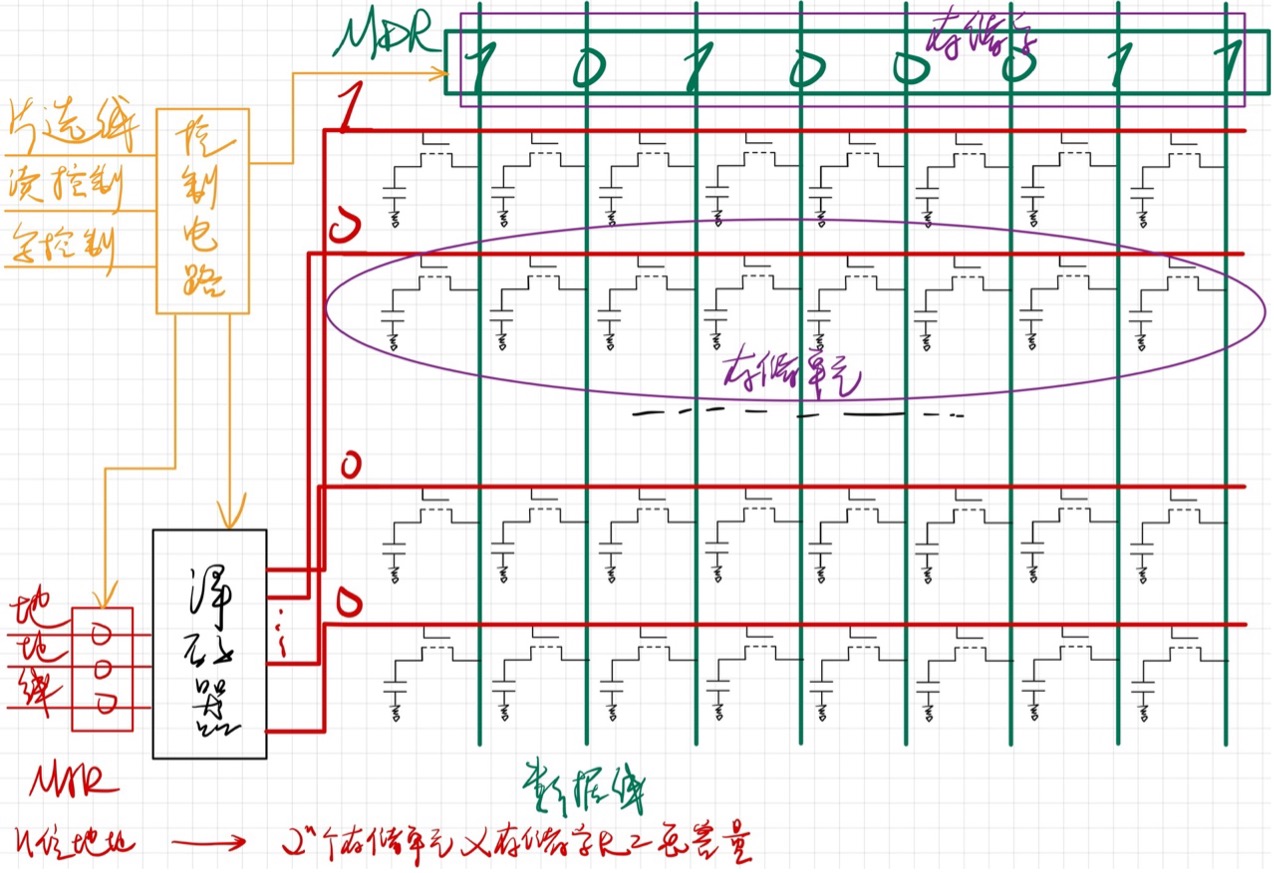 MDR
存储字
1 0 1 0 0 0 1 1
片选线
读控制
写控制
控制电路
1
0
存储单元
0
0
译码器
地
地
线
0
0
0
MAR
数据线
n位地址 → 2ⁿ个存储单元×存储字长=总容量